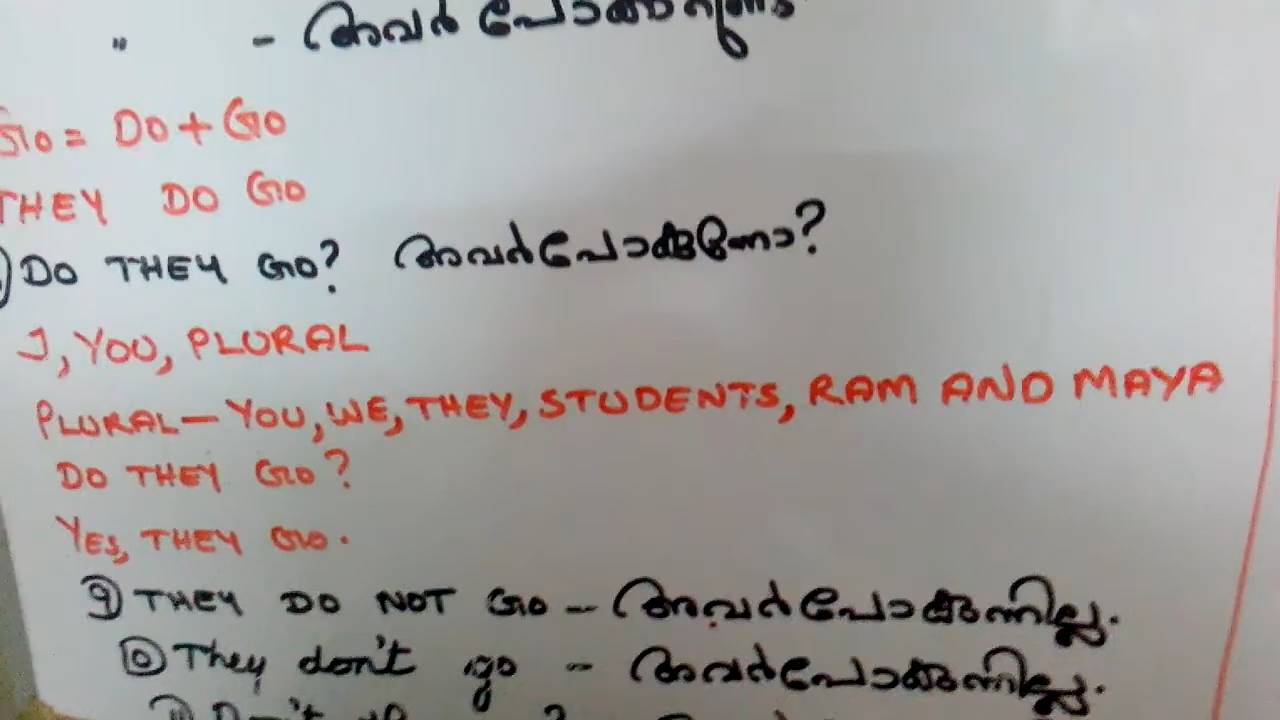 " - അവർ പോകുന്നുണ്ട്
GO = DO + GO
THEY DO GO
DO THEY GO? അവർ പോകുന്നോ?
I, YOU, PLURAL
PLURAL - YOU, WE, THEY, STUDENTS, RAM AND MAYA
DO THEY GO?
YES, THEY GO.
9) THEY DO NOT GO - അവർ പോകുന്നില്ല.
10) They don't go - അവർ പോകുന്നില്ല.